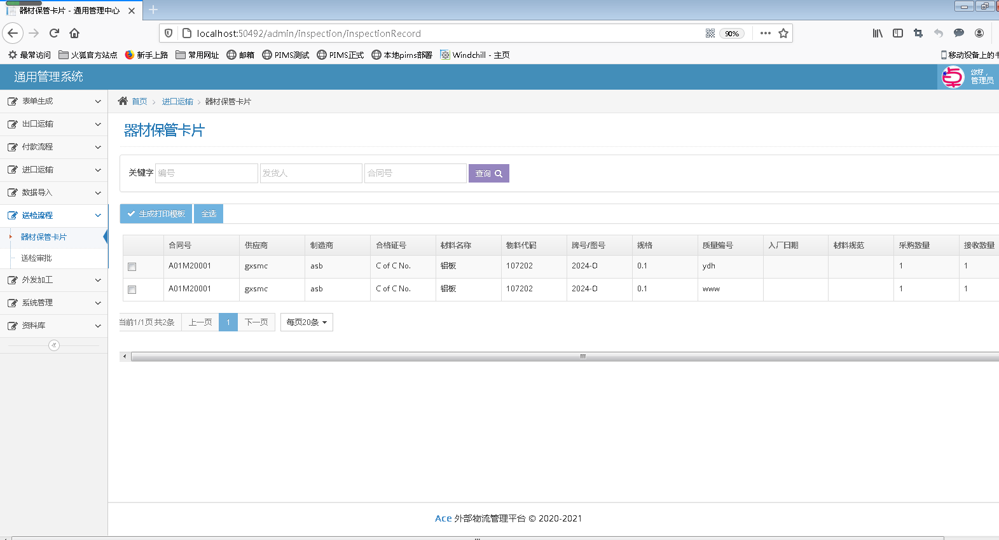 器材保管卡片 - 通用管理中心
localhost:50492/admin/inspection/inspectionRecord 90%
最常访问 火狐官方站点 新手上路 常用网址 邮箱 PIMS测试 PIMS正式 本地pims部署 Windchill - 主页 移动设备上的书
通用管理系统 您好，
管理员
表单生成
出口运输
付款流程
进口运输
数据导入
送检流程
器材保管卡片
送检审批
外发加工
系统管理
资料库
首页 进口运输 器材保管卡片
器材保管卡片
关键字 编号 发货人 合同号 查询
生成打印模板 全选
合同号 供应商 制造商 合格证号 材料名称 物料代码 牌号/图号 规格 质量编号 入厂日期 材料规范 采购数量 接收数量
A01M20001 gxsmc asb C of C No. 铝板 107202 2024-O 0.1 ydh 1 1
A01M20001 gxsmc asb C of C No. 铝板 107202 2024-O 0.1 www 1 1
当前1/1页 共2条 上一页 1 下一页 每页20条
Ace 外部物流管理平台 © 2020-2021